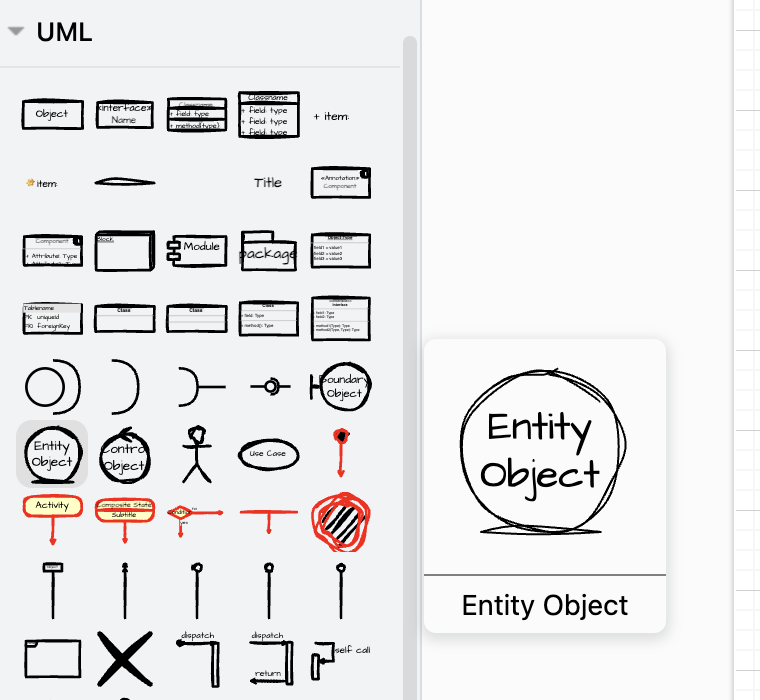 UML
Object
«interface»
Name
Classname
+ field: type
+ method(type)
Classname
+ field: type
+ field: type
+ field: type
+ item:
item:
Title
«Annotation»
Component
Component
+ Attribute: Type
Block
Module
package
Object:Type
field1 = value1
field2 = value2
field3 = value3
Tablename
PK uniqueId
FK1 foreignKey
Class
Class
Class
+ field: Type
+ method(): Type
Interface
field1: Type
field2: Type
method1(Type): Type
method2(Type, Type): Type
Boundary
Object
Entity
Object
Control
Object
Use Case
Activity
Composite State
Subtitle
no
yes
dispatch
dispatch
return
self call
Entity
Object
Entity Object